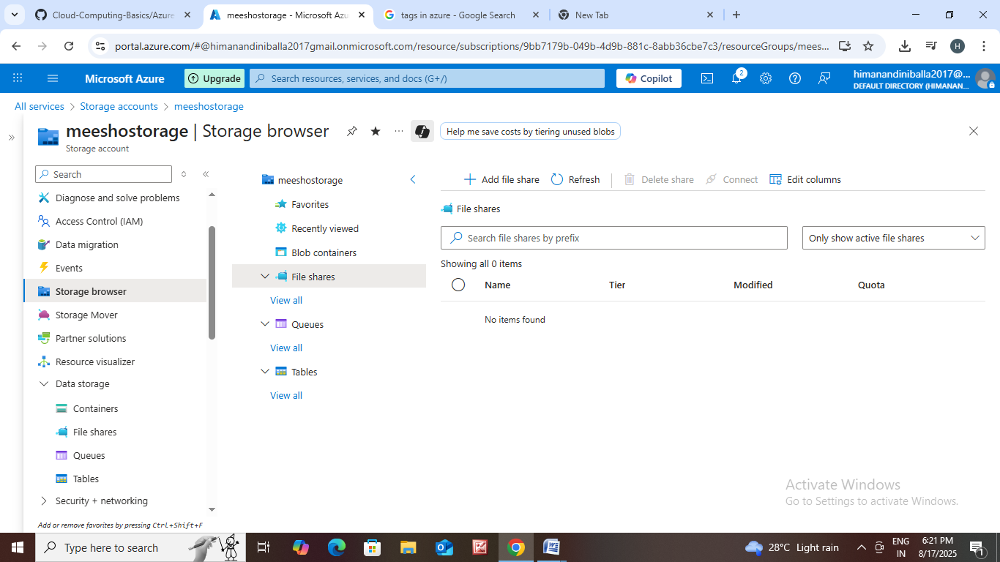 Cloud-Computing-Basics/Azure
meeshostorage - Microsoft Azu
tags in azure - Google Search
New Tab
portal.azure.com/#@himanandiniballa2017gmail.onmicrosoft.com/resource/subscriptions/9bb7179b-049b-4d9b-881c-8abb36cbe7c3/resourceGroups/mees...
H
Microsoft Azure
Upgrade
Search resources, services, and docs (G+/)
Copilot
2
himanandiniballa2017@...
DEFAULT DIRECTORY (HIMANAN...
All services > Storage accounts > meeshostorage
meeshostorage | Storage browser
Storage account
Help me save costs by tiering unused blobs
Search
Diagnose and solve problems
Access Control (IAM)
Data migration
Events
Storage browser
Storage Mover
Partner solutions
Resource visualizer
Data storage
Containers
File shares
Queues
Tables
Security + networking
Add or remove favorites by pressing Ctrl+Shift+F
meeshostorage
Favorites
Recently viewed
Blob containers
File shares
View all
Queues
View all
Tables
View all
Add file share
Refresh
Delete share
Connect
Edit columns
File shares
Search file shares by prefix
Only show active file shares
Showing all 0 items
Name Tier Modified Quota
No items found
Activate Windows
Go to Settings to activate Windows.
Type here to search
28°C Light rain
ENG
IN
6:21 PM
8/17/2025
1